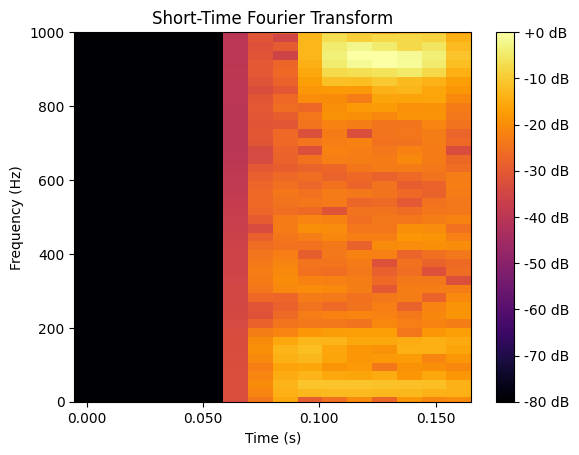 Short-Time Fourier Transform
1000
800
600
400
200
0
Frequency (Hz)
0.000
0.050
0.100
0.150
Time (s)
+0 dB
-10 dB
-20 dB
-30 dB
-40 dB
-50 dB
-60 dB
-70 dB
-80 dB